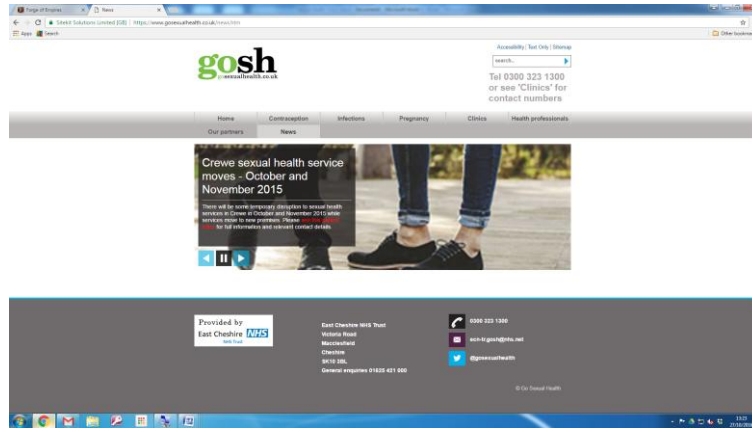 Forge of Empires
News
Sitekit Solutions Limited [GB] https://www.gosexualhealth.co.uk/news.htm
Apps Search
Other bookmarks
Accessibility | Text Only | Sitemap
gosh
gosexualhealth.co.uk
search..
Tel 0300 323 1300
or see 'Clinics' for
contact numbers
Home Contraception Infections Pregnancy Clinics Health professionals
Our partners News
Crewe sexual health service
moves - October and
November 2015
There will be some temporary disruption to sexual health
services in Crewe in October and November 2015 while
services move to new premises. Please
for full information and relevant contact details
Provided by
East Cheshire NHS
NHS Trust
East Cheshire NHS Trust
Victoria Road
Macclesfield
Cheshire
SK10 3BL
General enquiries 01625 421 000
0300 323 1300
ecn-tr.gosh@nhs.net
@gosexualhealth
© Go Sexual Health